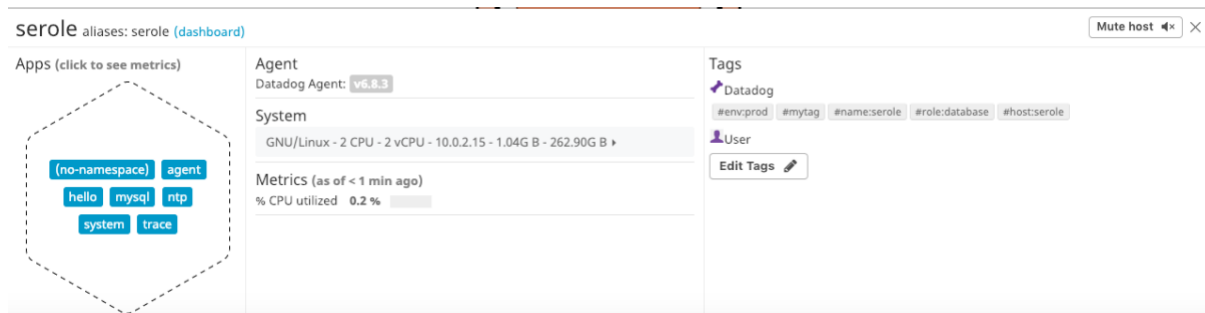 serole aliases: serole (dashboard)
Mute host
Apps (click to see metrics)
(no-namespace) agent
hello mysql ntp
system trace
Agent
Datadog Agent: v6.8.3
System
GNU/Linux - 2 CPU - 2 vCPU - 10.0.2.15 - 1.04G B - 262.90G B
Metrics (as of < 1 min ago)
% CPU utilized 0.2 %
Tags
Datadog
#env:prod #mytag #name:serole #role:database #host:serole
User
Edit Tags